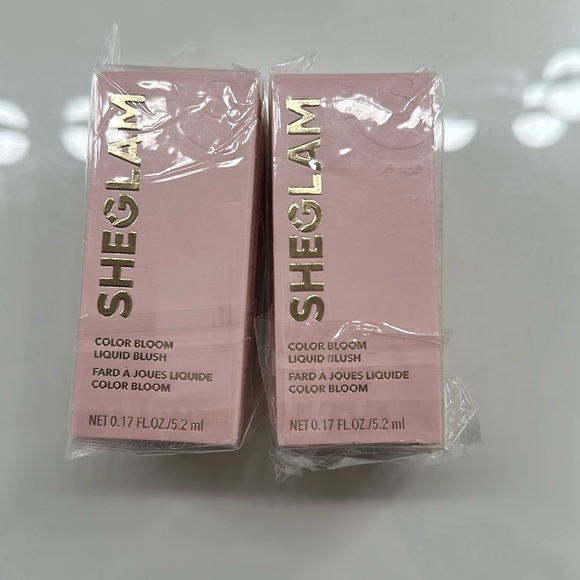 SHEGLAM
COLOR BLOOM
LIQUID BLUSH
FARD À JOUES LIQUIDE
COLOR BLOOM
NET 0.17 FL.OZ./5.2 ml
SHEGLAM
COLOR BLOOM
LIQUID BLUSH
FARD À JOUES LIQUIDE
COLOR BLOOM
NET 0.17 FL.OZ./5.2 ml